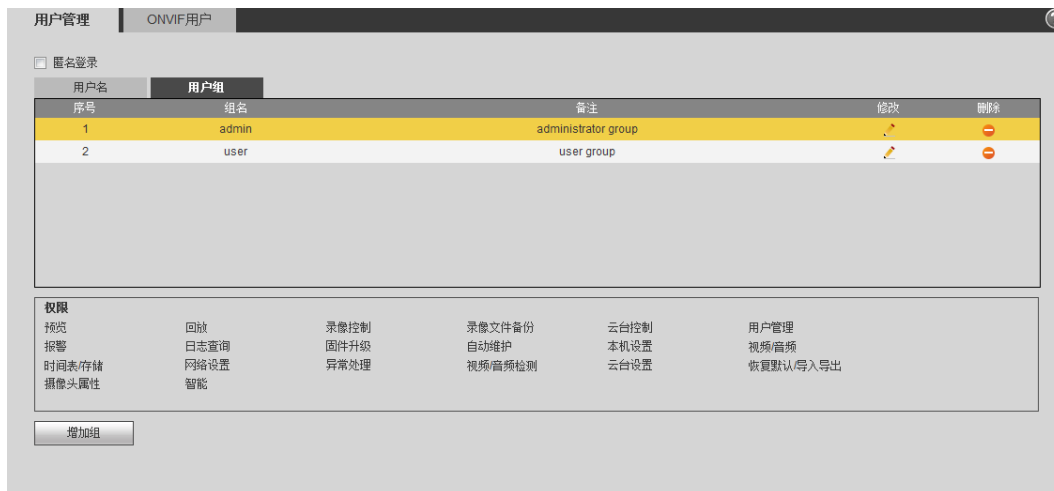 用户管理 ONVIF用户
匿名登录
用户名 用户组
序号 组名 备注 修改 删除
1 admin administrator group
2 user user group
权限
预览 回放 录像控制 录像文件备份 云台控制 用户管理
报警 日志查询 固件升级 自动维护 本机设置 视频/音频
时间表/存储 网络设置 异常处理 视频/音频检测 云台设置 恢复默认/导入导出
摄像头属性 智能
增加组